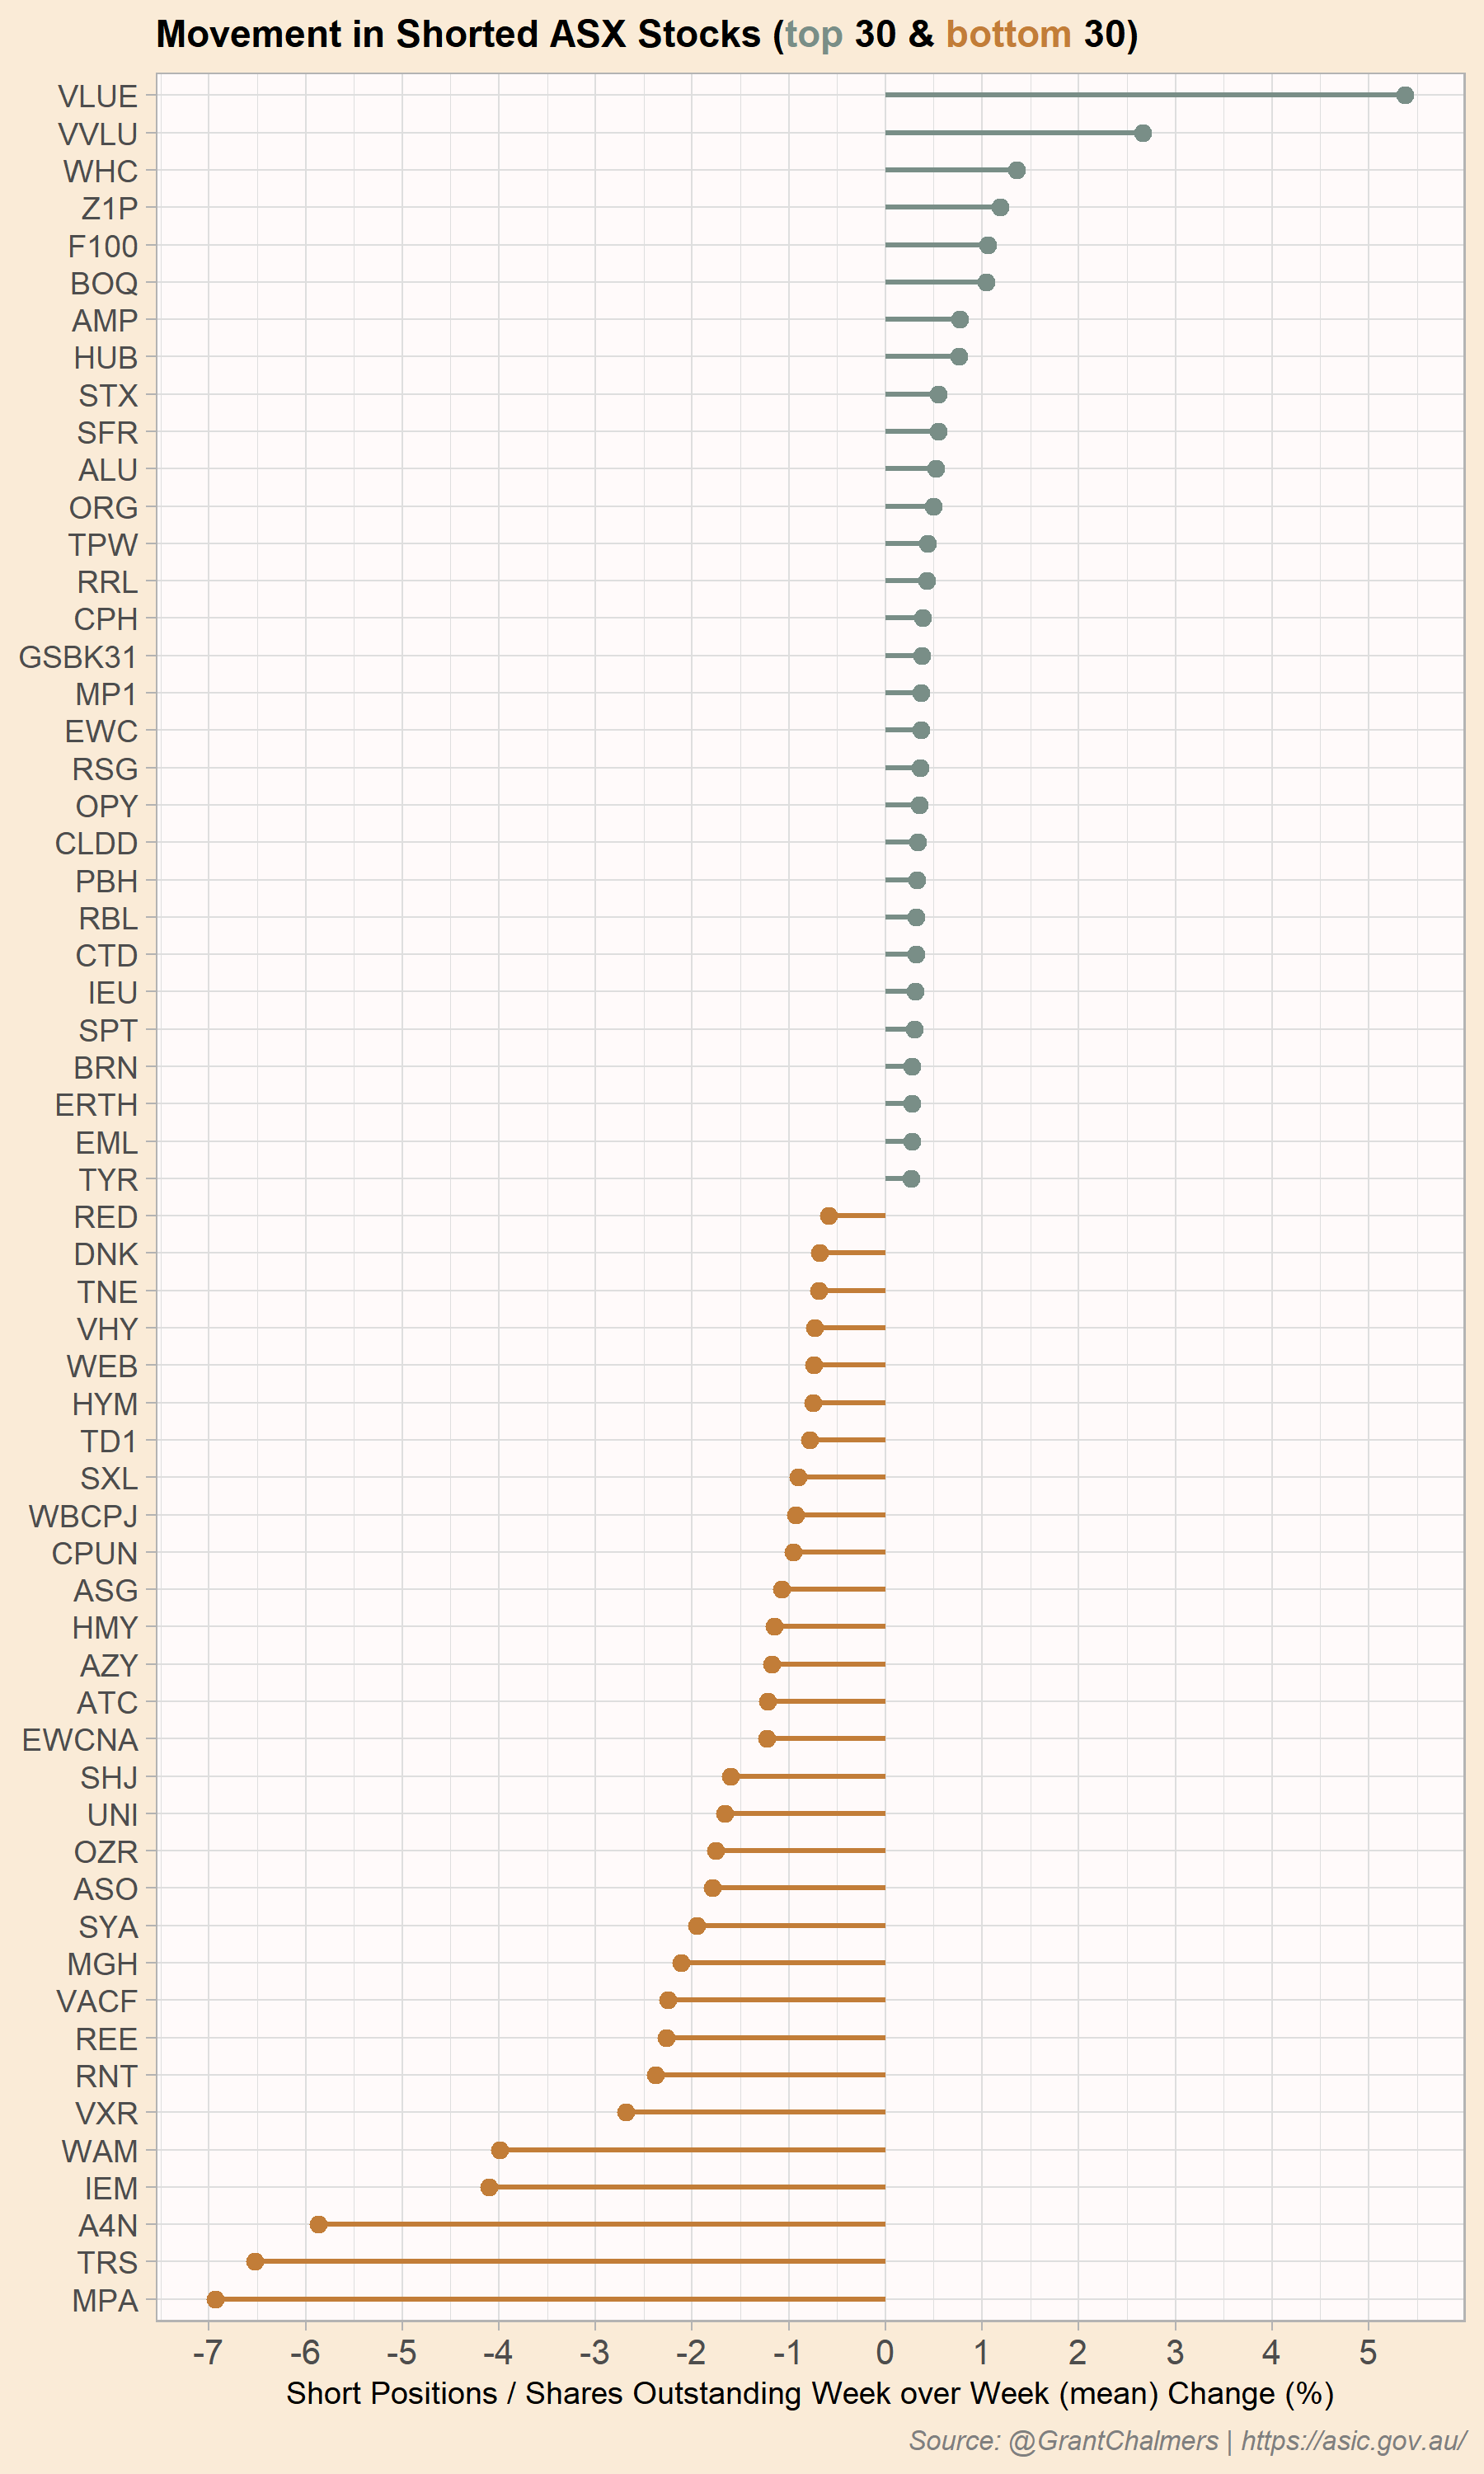 Movement in Shorted ASX Stocks (top 30 & bottom 30)
VLUE
VVLU
WHC
Z1P
F100
BOQ
AMP
HUB
STX
SFR
ALU
ORG
TPW
RRL
CPH
GSBK31
MP1
EWC
RSG
OPY
CLDD
PBH
RBL
CTD
IEU
SPT
BRN
ERTH
EML
TYR
RED
DNK
TNE
VHY
WEB
HYM
TD1
SXL
WBCPJ
CPUN
ASG
HMY
AZY
ATC
EWCNA
SHJ
UNI
OZR
ASO
SYA
MGH
VACF
REE
RNT
VXR
WAM
IEM
A4N
TRS
MPA
-7 -6 -5 -4 -3 -2 -1 0 1 2 3 4 5
Short Positions / Shares Outstanding Week over Week (mean) Change (%)
Source: @GrantChalmers | https://asic.gov.au/